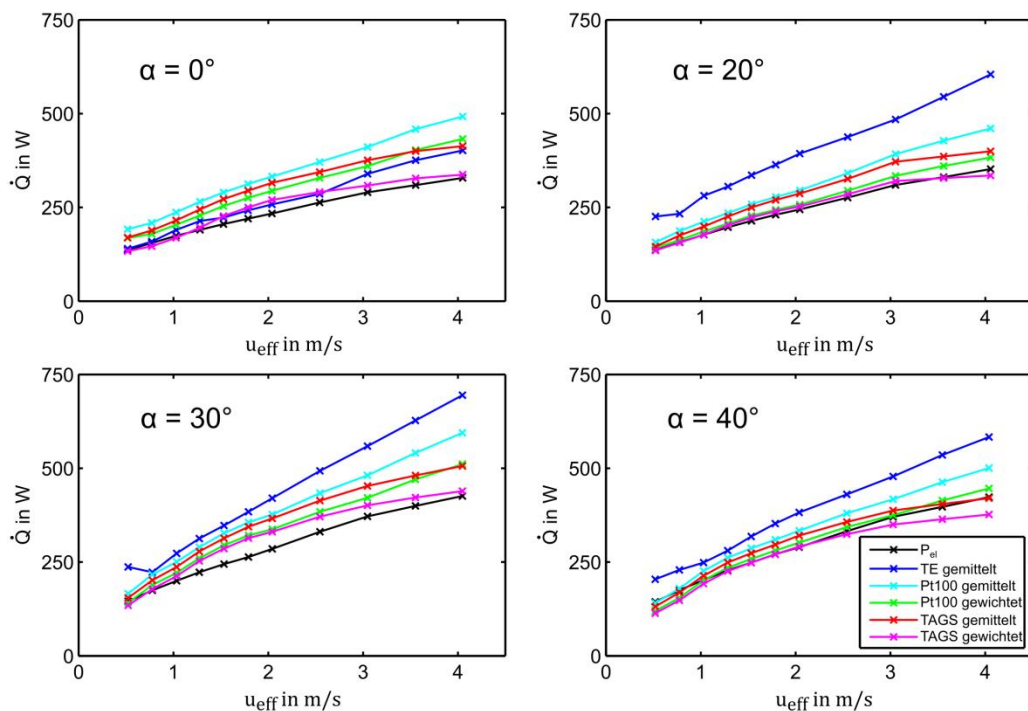 750
500
250
0
Q̇ in W
α = 0°
0 1 2 3 4
u_eff in m/s
750
500
250
0
Q̇ in W
α = 20°
0 1 2 3 4
u_eff in m/s
750
500
250
0
Q̇ in W
α = 30°
0 1 2 3 4
u_eff in m/s
750
500
250
0
Q̇ in W
α = 40°
P_el
TE gemittelt
Pt100 gemittelt
Pt100 gewichtet
TAGS gemittelt
TAGS gewichtet
0 1 2 3 4
u_eff in m/s